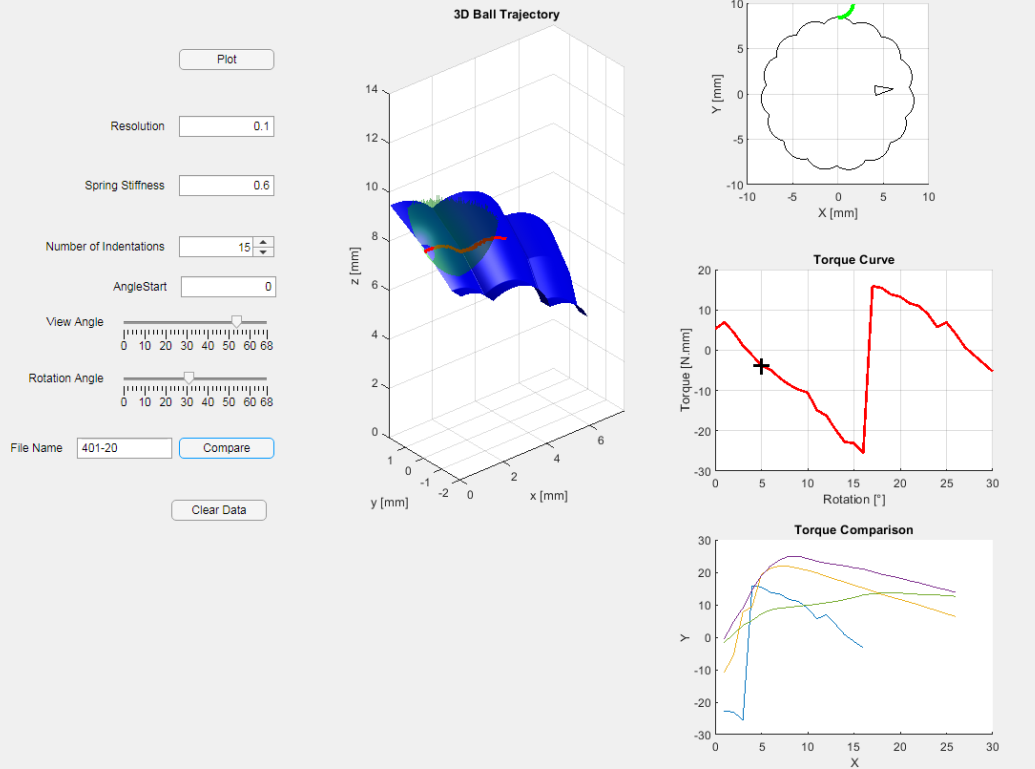 Plot
Resolution 0.1
Spring Stiffness 0.6
Number of Indentations 15
AngleStart 0
View Angle
0 10 20 30 40 50 60 68
Rotation Angle
0 10 20 30 40 50 60 68
File Name 401-20 Compare
Clear Data
3D Ball Trajectory
14
12
10
8
6
4
2
0
z [mm]
1
0
-1
-2
y [mm]
0
2
4
6
x [mm]
10
5
0
-5
-10
Y [mm]
-10 -5 0 5 10
X [mm]
Torque Curve
20
10
0
-10
-20
-30
Torque [N.mm]
0 5 10 15 20 25 30
Rotation [°]
Torque Comparison
30
20
10
0
-10
-20
-30
Y
0 5 10 15 20 25 30
X